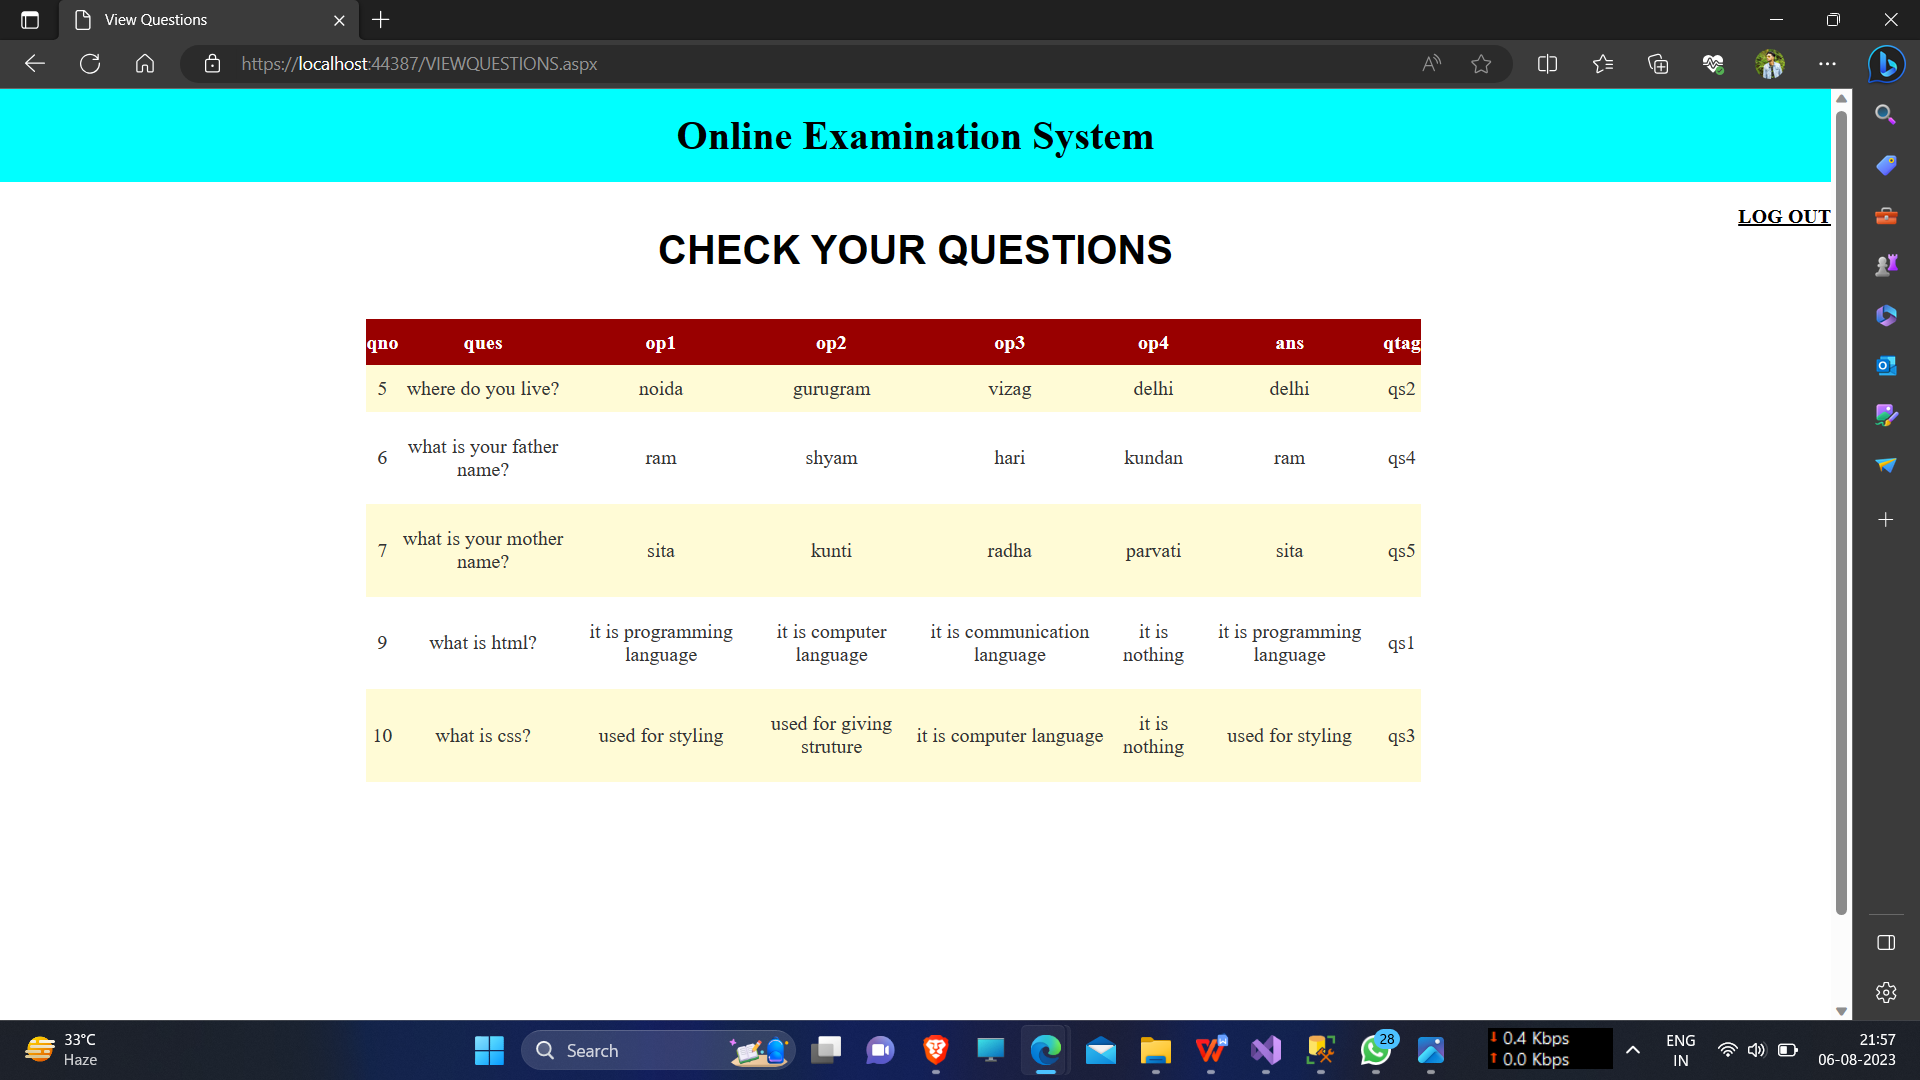 View Questions
https://localhost:44387/VIEWQUESTIONS.aspx
Online Examination System
LOG OUT
CHECK YOUR QUESTIONS
qno ques op1 op2 op3 op4 ans qtag
5 where do you live? noida gurugram vizag delhi delhi qs2
6 what is your father name? ram shyam hari kundan ram qs4
7 what is your mother name? sita kunti radha parvati sita qs5
9 what is html? it is programming language it is computer language it is communication language it is nothing it is programming language qs1
10 what is css? used for styling used for giving struture it is computer language it is nothing used for styling qs3
33°C
Haze
Search
28
0.4 Kbps
0.0 Kbps
ENG
IN
21:57
06-08-2023